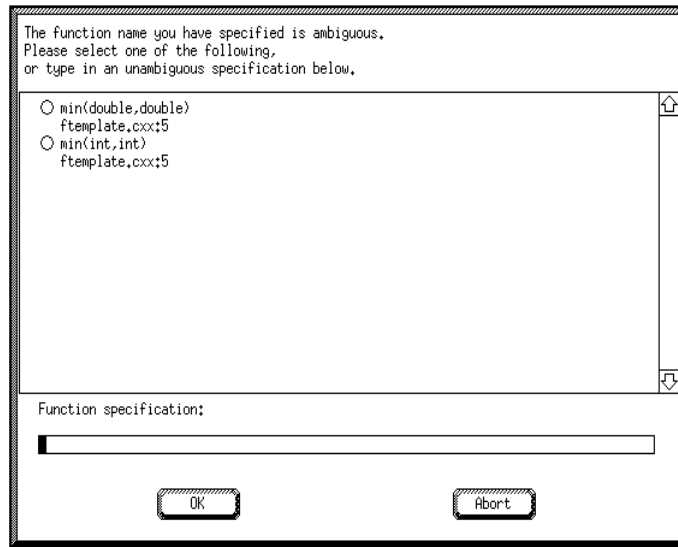 The function name you have specified is ambiguous.
Please select one of the following,
or type in an unambiguous specification below.
min(double,double)
ftemplate.cxx:5
min(int,int)
ftemplate.cxx:5
Function specification:
OK
Abort